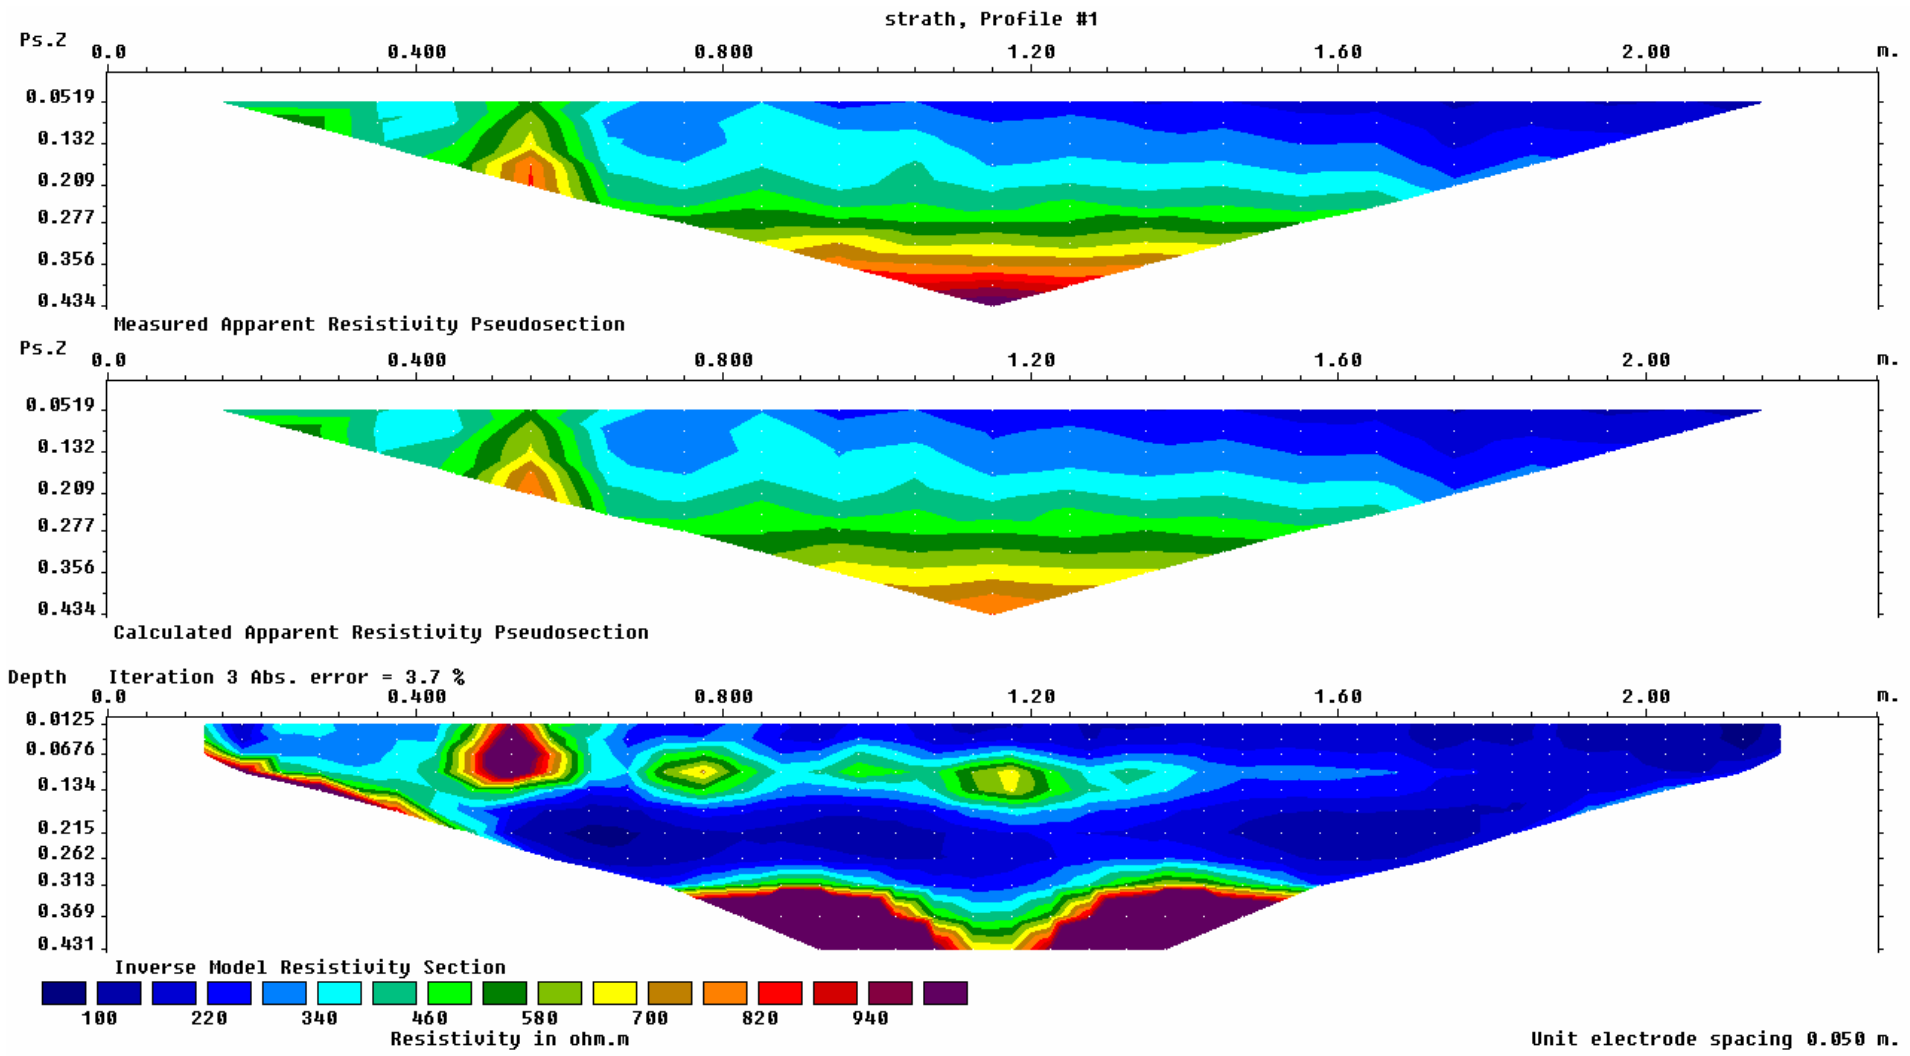 strath, Profile #1
Ps.Z
0.0 0.400 0.800 1.20 1.60 2.00 m.
0.0519
0.132
0.209
0.277
0.356
0.434
Measured Apparent Resistivity Pseudosection
Ps.Z
0.0 0.400 0.800 1.20 1.60 2.00 m.
0.0519
0.132
0.209
0.277
0.356
0.434
Calculated Apparent Resistivity Pseudosection
Depth Iteration 3 Abs. error = 3.7 %
0.0 0.400 0.800 1.20 1.60 2.00 m.
0.0125
0.0676
0.134
0.215
0.262
0.313
0.369
0.431
Inverse Model Resistivity Section
100 220 340 460 580 700 820 940
Resistivity in ohm.m Unit electrode spacing 0.050 m.